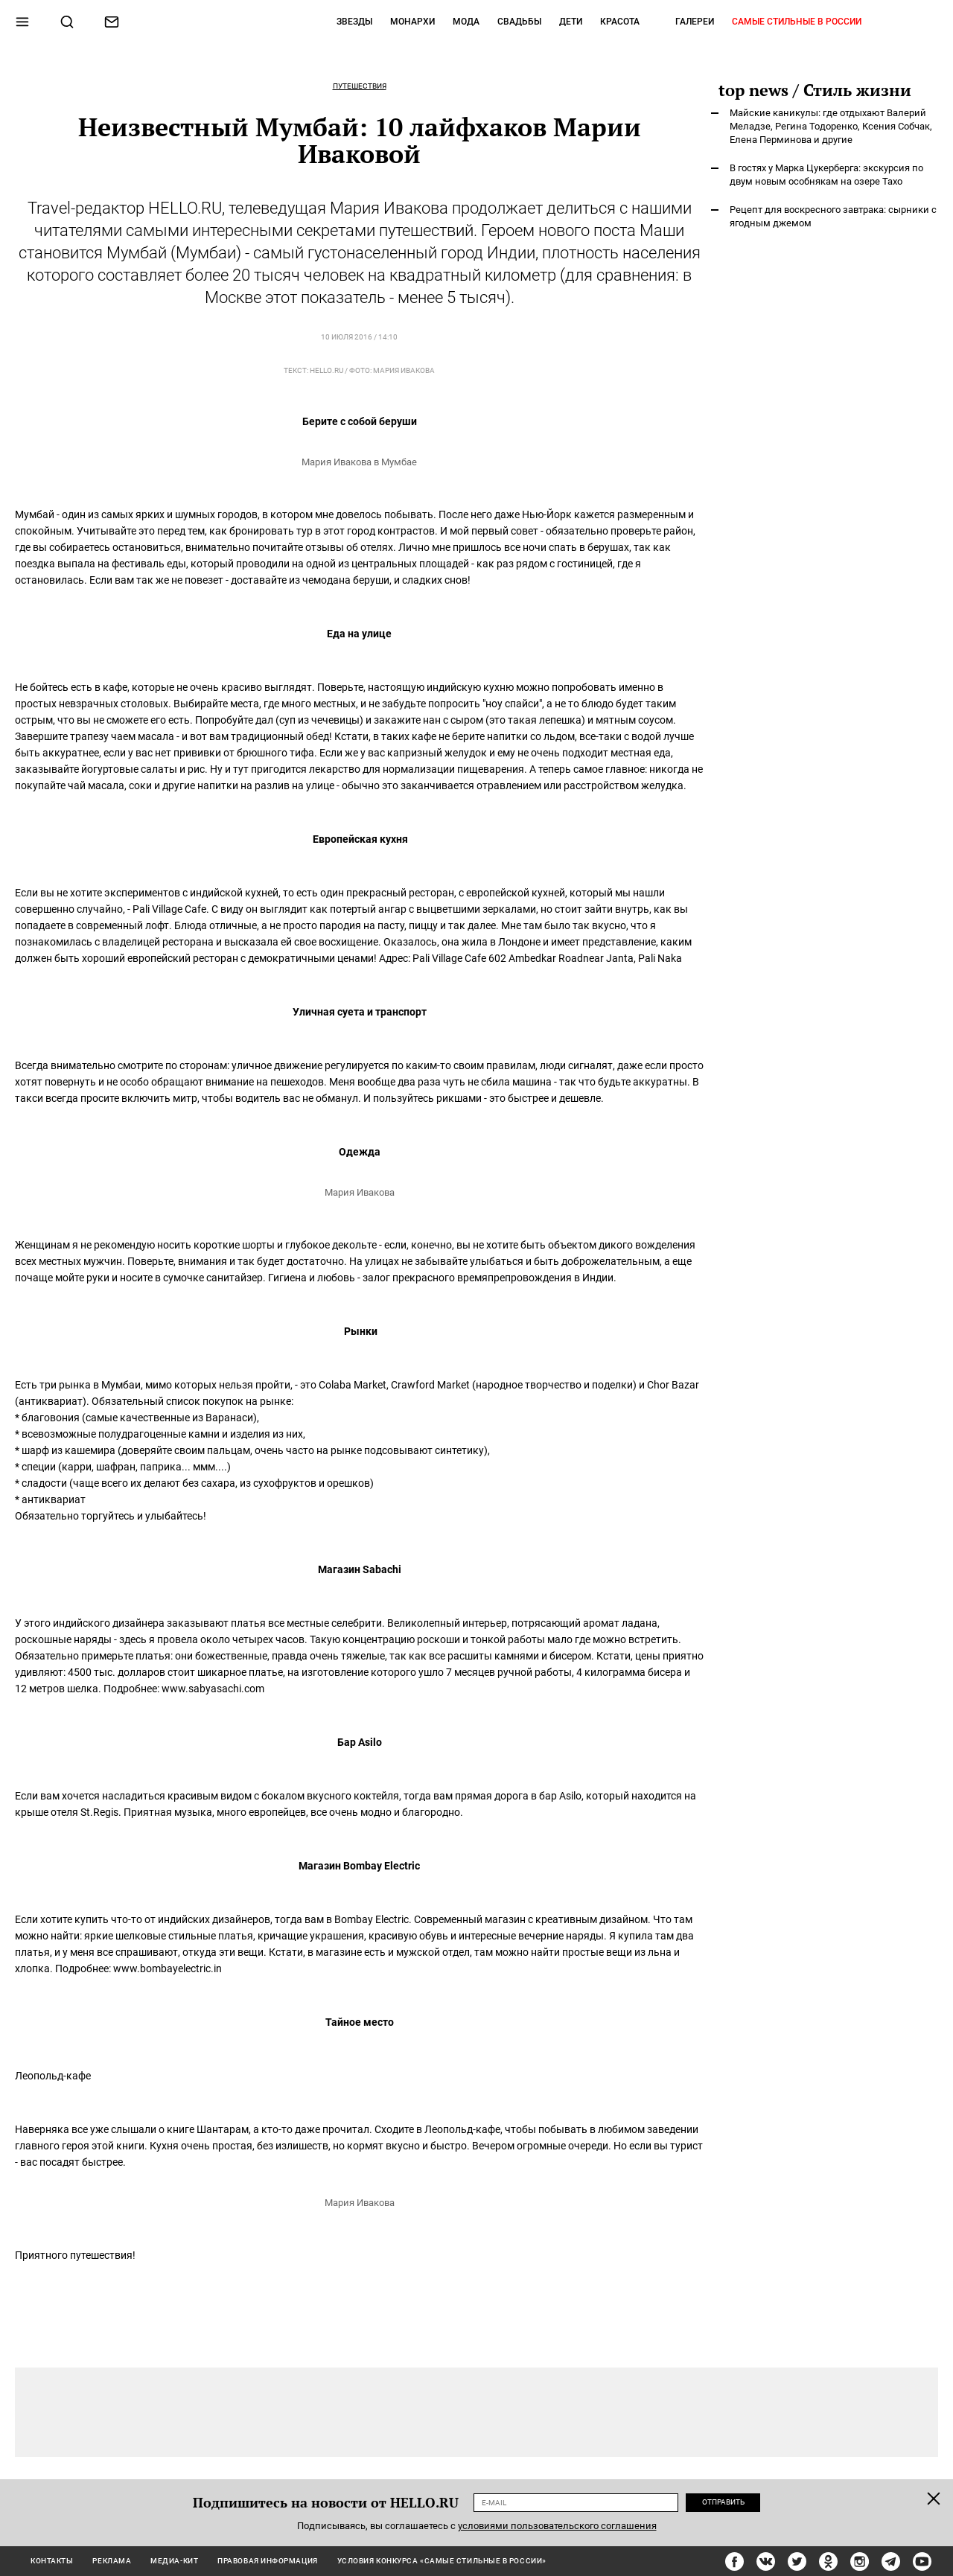 ЗВЕЗДЫ МОНАРХИ МОДА СВАДЬБЫ ДЕТИ КРАСОТА ГАЛЕРЕИ САМЫЕ СТИЛЬНЫЕ В РОССИИ
ПУТЕШЕСТВИЯ
Неизвестный Мумбай: 10 лайфхаков Марии
Иваковой
Travel-редактор HELLO.RU, телеведущая Мария Ивакова продолжает делиться с нашими
читателями самыми интересными секретами путешествий. Героем нового поста Маши
становится Мумбай (Мумбаи) - самый густонаселенный город Индии, плотность населения
которого составляет более 20 тысяч человек на квадратный километр (для сравнения: в
Москве этот показатель - менее 5 тысяч).
10 ИЮЛЯ 2016 / 14:10
ТЕКСТ: HELLO.RU / ФОТО: МАРИЯ ИВАКОВА
Берите с собой беруши
Мария Ивакова в Мумбае
Мумбай - один из самых ярких и шумных городов, в котором мне довелось побывать. После него даже Нью-Йорк кажется размеренным и
спокойным. Учитывайте это перед тем, как бронировать тур в этот город контрастов. И мой первый совет - обязательно проверьте район,
где вы собираетесь остановиться, внимательно почитайте отзывы об отелях. Лично мне пришлось все ночи спать в берушах, так как
поездка выпала на фестиваль еды, который проводили на одной из центральных площадей - как раз рядом с гостиницей, где я
остановилась. Если вам так же не повезет - доставайте из чемодана беруши, и сладких снов!
Еда на улице
Не бойтесь есть в кафе, которые не очень красиво выглядят. Поверьте, настоящую индийскую кухню можно попробовать именно в
простых невзрачных столовых. Выбирайте места, где много местных, и не забудьте попросить "ноу спайси", а не то блюдо будет таким
острым, что вы не сможете его есть. Попробуйте дал (суп из чечевицы) и закажите нан с сыром (это такая лепешка) и мятным соусом.
Завершите трапезу чаем масала - и вот вам традиционный обед! Кстати, в таких кафе не берите напитки со льдом, все-таки с водой лучше
быть аккуратнее, если у вас нет прививки от брюшного тифа. Если же у вас капризный желудок и ему не очень подходит местная еда,
заказывайте йогуртовые салаты и рис. Ну и тут пригодится лекарство для нормализации пищеварения. А теперь самое главное: никогда не
покупайте чай масала, соки и другие напитки на разлив на улице - обычно это заканчивается отравлением или расстройством желудка.
Европейская кухня
Если вы не хотите экспериментов с индийской кухней, то есть один прекрасный ресторан, с европейской кухней, который мы нашли
совершенно случайно, - Pali Village Cafe. С виду он выглядит как потертый ангар с выцветшими зеркалами, но стоит зайти внутрь, как вы
попадаете в современный лофт. Блюда отличные, а не просто пародия на пасту, пиццу и так далее. Мне там было так вкусно, что я
познакомилась с владелицей ресторана и высказала ей свое восхищение. Оказалось, она жила в Лондоне и имеет представление, каким
должен быть хороший европейский ресторан с демократичными ценами! Адрес: Pali Village Cafe 602 Ambedkar Roadnear Janta, Pali Naka
Уличная суета и транспорт
Всегда внимательно смотрите по сторонам: уличное движение регулируется по каким-то своим правилам, люди сигналят, даже если просто
хотят повернуть и не особо обращают внимание на пешеходов. Меня вообще два раза чуть не сбила машина - так что будьте аккуратны. В
такси всегда просите включить митр, чтобы водитель вас не обманул. И пользуйтесь рикшами - это быстрее и дешевле.
Одежда
Мария Ивакова
Женщинам я не рекомендую носить короткие шорты и глубокое декольте - если, конечно, вы не хотите быть объектом дикого вожделения
всех местных мужчин. Поверьте, внимания и так будет достаточно. На улицах не забывайте улыбаться и быть доброжелательным, а еще
почаще мойте руки и носите в сумочке санитайзер. Гигиена и любовь - залог прекрасного времяпрепровождения в Индии.
Рынки
Есть три рынка в Мумбаи, мимо которых нельзя пройти, - это Colaba Market, Crawford Market (народное творчество и поделки) и Chor Bazar
(антиквариат). Обязательный список покупок на рынке:
* благовония (самые качественные из Варанаси),
* всевозможные полудрагоценные камни и изделия из них,
* шарф из кашемира (доверяйте своим пальцам, очень часто на рынке подсовывают синтетику),
* специи (карри, шафран, паприка... ммм....)
* сладости (чаще всего их делают без сахара, из сухофруктов и орешков)
* антиквариат
Обязательно торгуйтесь и улыбайтесь!
Магазин Sabachi
У этого индийского дизайнера заказывают платья все местные селебрити. Великолепный интерьер, потрясающий аромат ладана,
роскошные наряды - здесь я провела около четырех часов. Такую концентрацию роскоши и тонкой работы мало где можно встретить.
Обязательно примерьте платья: они божественные, правда очень тяжелые, так как все расшиты камнями и бисером. Кстати, цены приятно
удивляют: 4500 тыс. долларов стоит шикарное платье, на изготовление которого ушло 7 месяцев ручной работы, 4 килограмма бисера и
12 метров шелка. Подробнее: www.sabyasachi.com
Бар Asilo
Если вам хочется насладиться красивым видом с бокалом вкусного коктейля, тогда вам прямая дорога в бар Asilo, который находится на
крыше отеля St.Regis. Приятная музыка, много европейцев, все очень модно и благородно.
Магазин Bombay Electric
Если хотите купить что-то от индийских дизайнеров, тогда вам в Bombay Electric. Современный магазин с креативным дизайном. Что там
можно найти: яркие шелковые стильные платья, кричащие украшения, красивую обувь и интересные вечерние наряды. Я купила там два
платья, и у меня все спрашивают, откуда эти вещи. Кстати, в магазине есть и мужской отдел, там можно найти простые вещи из льна и
хлопка. Подробнее: www.bombayelectric.in
Тайное место
Леопольд-кафе
Наверняка все уже слышали о книге Шантарам, а кто-то даже прочитал. Сходите в Леопольд-кафе, чтобы побывать в любимом заведении
главного героя этой книги. Кухня очень простая, без излишеств, но кормят вкусно и быстро. Вечером огромные очереди. Но если вы турист
- вас посадят быстрее.
Мария Ивакова
Приятного путешествия!
top news / Стиль жизни
Майские каникулы: где отдыхают Валерий
Меладзе, Регина Тодоренко, Ксения Собчак,
Елена Перминова и другие
В гостях у Марка Цукерберга: экскурсия по
двум новым особнякам на озере Тахо
Рецепт для воскресного завтрака: сырники с
ягодным джемом
Подпишитесь на новости от HELLO.RU E-MAIL ОТПРАВИТЬ
Подписываясь, вы соглашаетесь с условиями пользовательского соглашения
КОНТАКТЫ РЕКЛАМА МЕДИА-КИТ ПРАВОВАЯ ИНФОРМАЦИЯ УСЛОВИЯ КОНКУРСА «САМЫЕ СТИЛЬНЫЕ В РОССИИ»